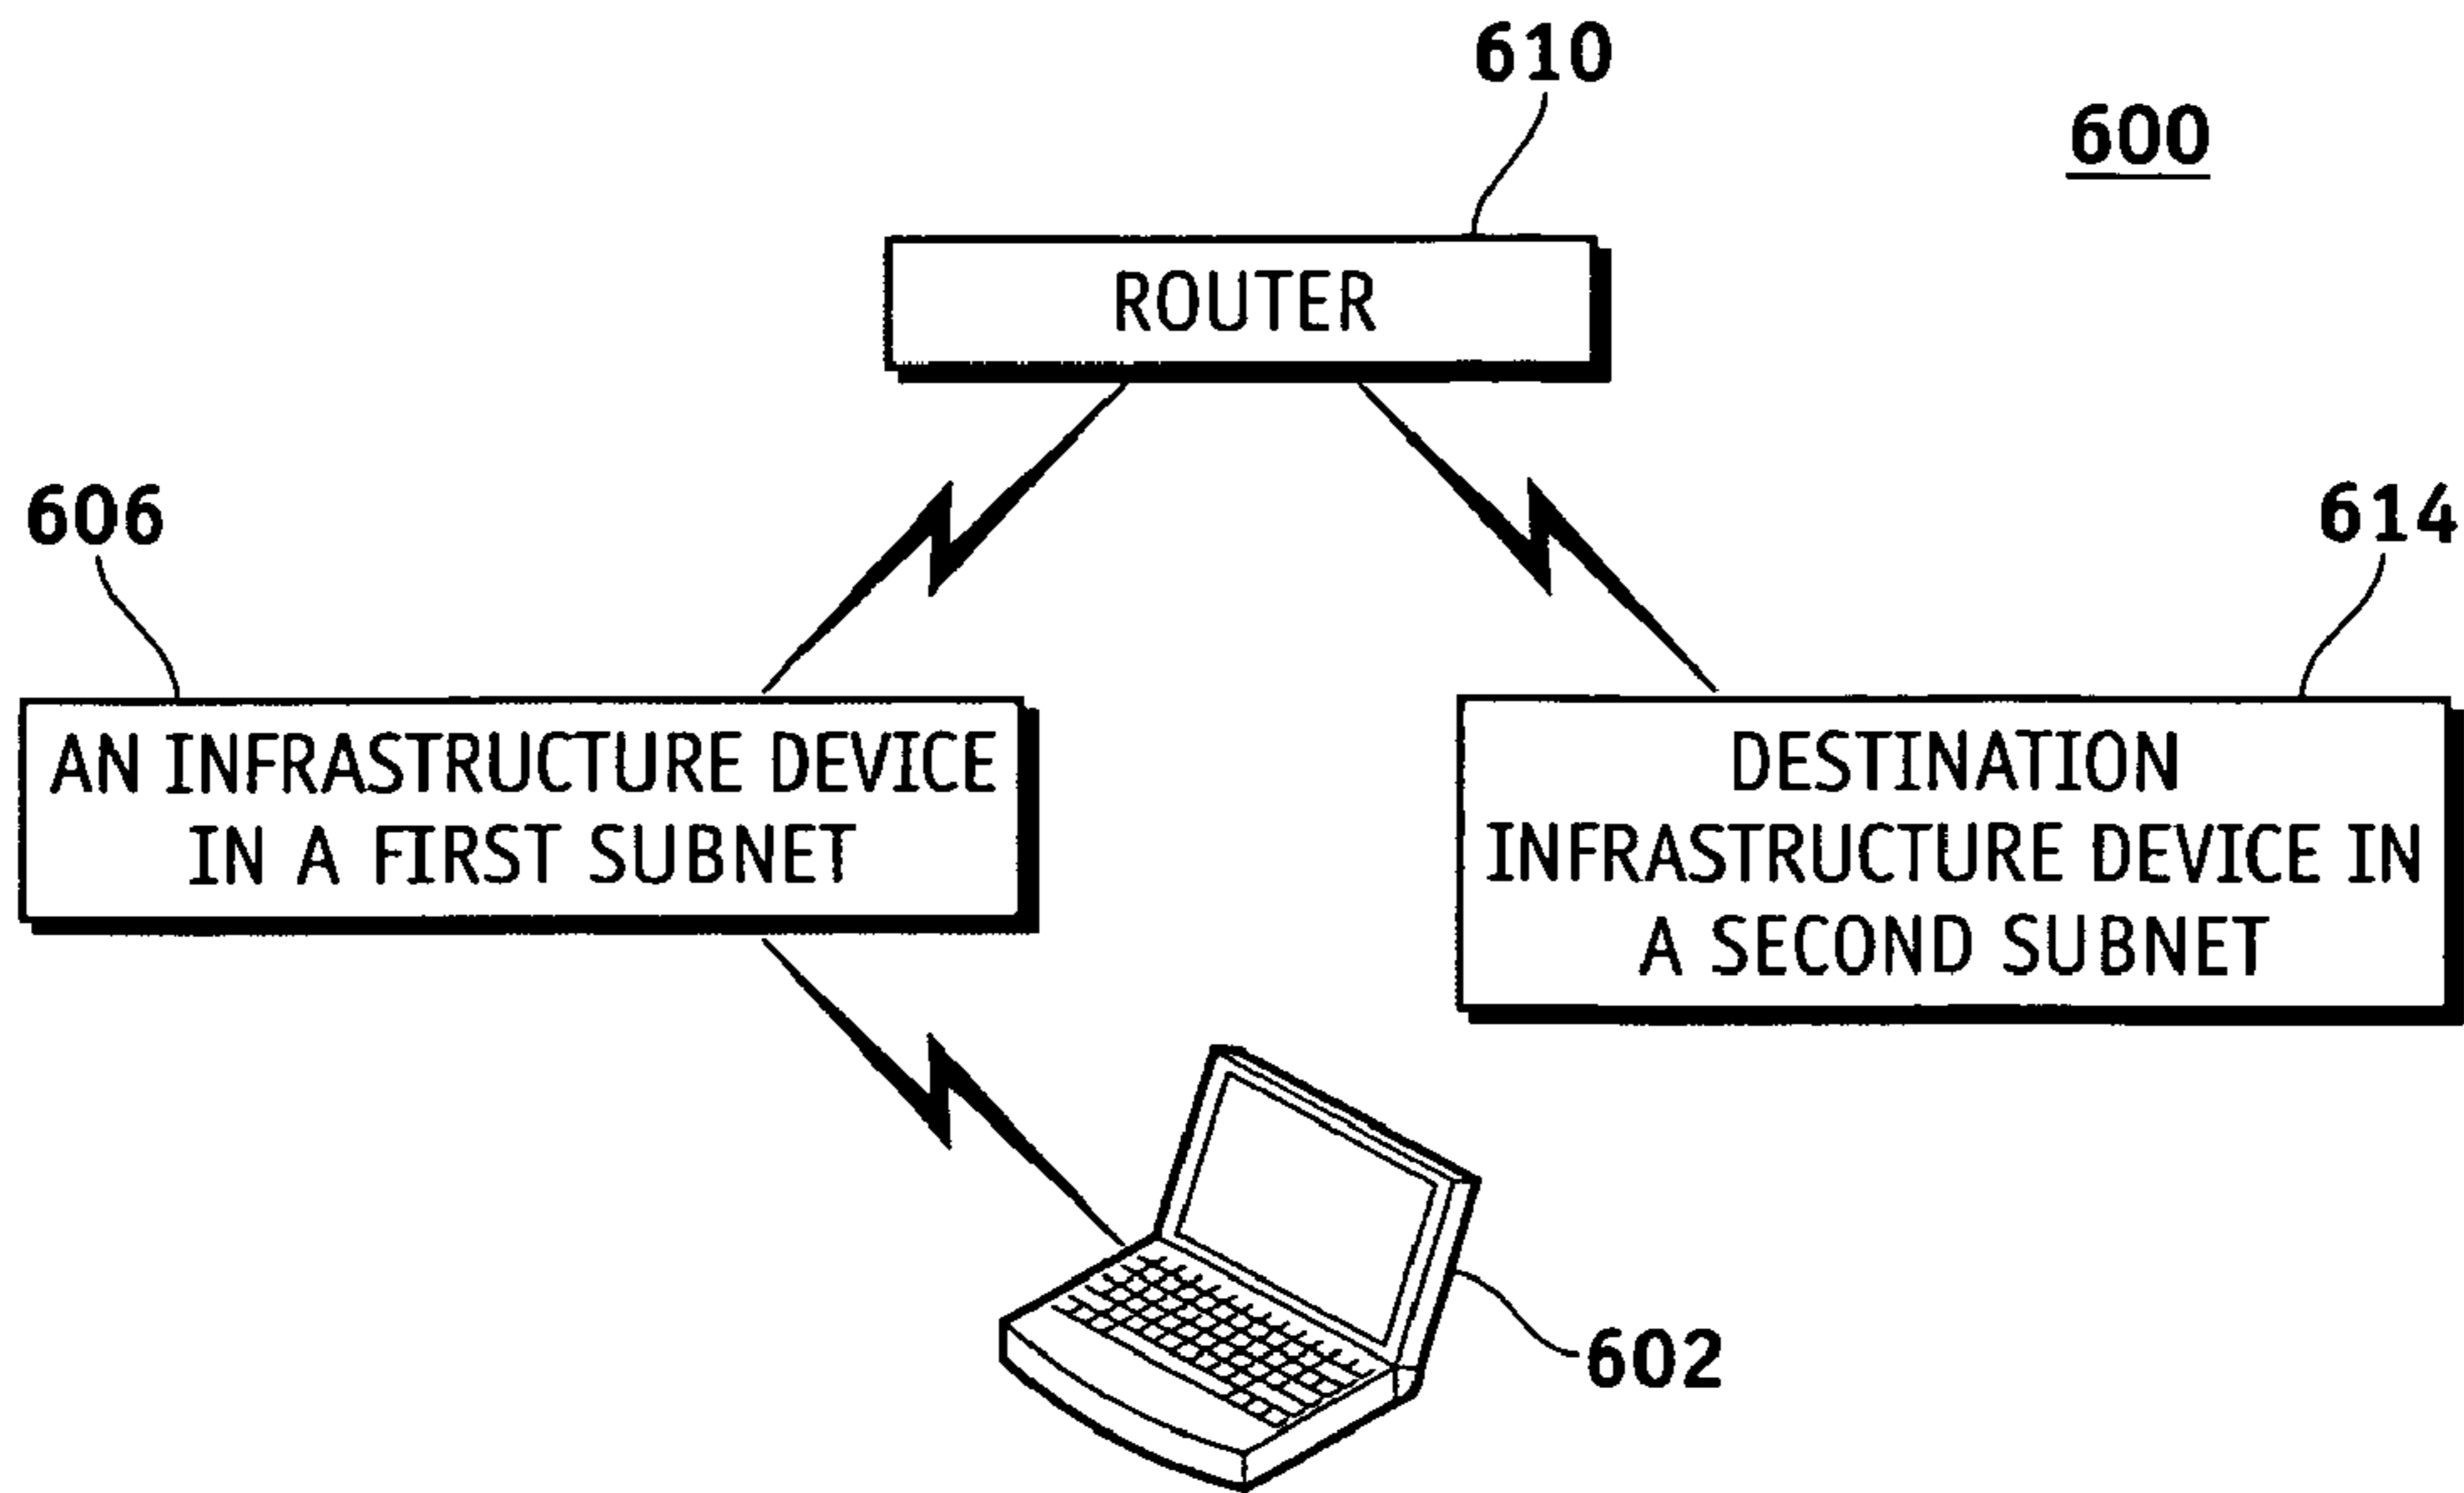 610
600
ROUTER
606
614
AN INFRASTRUCTURE DEVICE
IN A FIRST SUBNET
DESTINATION
INFRASTRUCTURE DEVICE IN
A SECOND SUBNET
602